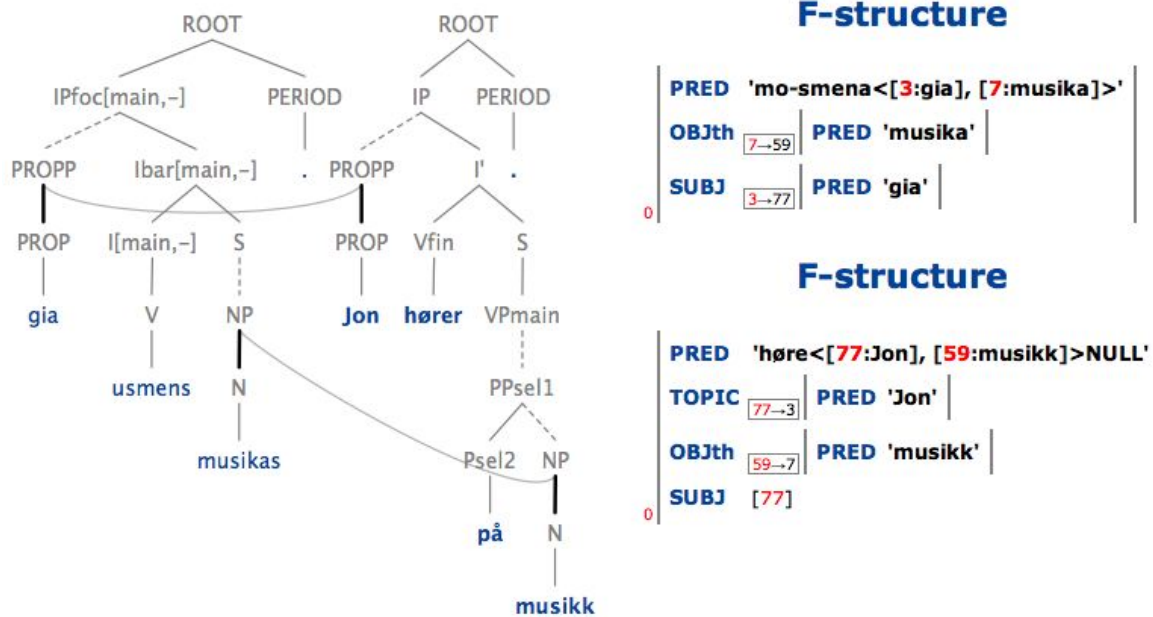 ROOT ROOT
IPfoc[main,–] PERIOD IP PERIOD
PROPP Ibar[main,–] . PROPP I' .
PROP I[main,–] S PROP Vfin S
gia V NP Jon hører VPmain
usmens N PPsel1
musikas Psel2 NP
på N
musikk
F-structure
PRED 'mo-smena<[3:gia], [7:musika]>'
OBJth 7→59 PRED 'musika'
SUBJ 3→77 PRED 'gia'
0
F-structure
PRED 'høre<[77:Jon], [59:musikk]>NULL'
TOPIC 77→3 PRED 'Jon'
OBJth 59→7 PRED 'musikk'
SUBJ [77]
0